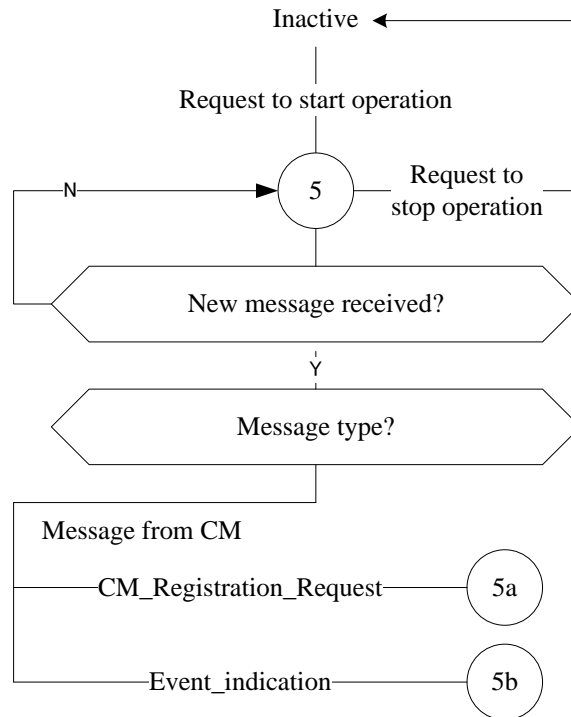 Inactive
Request to start operation
N
5
Request to
stop operation
New message received?
Y
Message type?
Message from CM
CM_Registration_Request
5a
Event_indication
5b